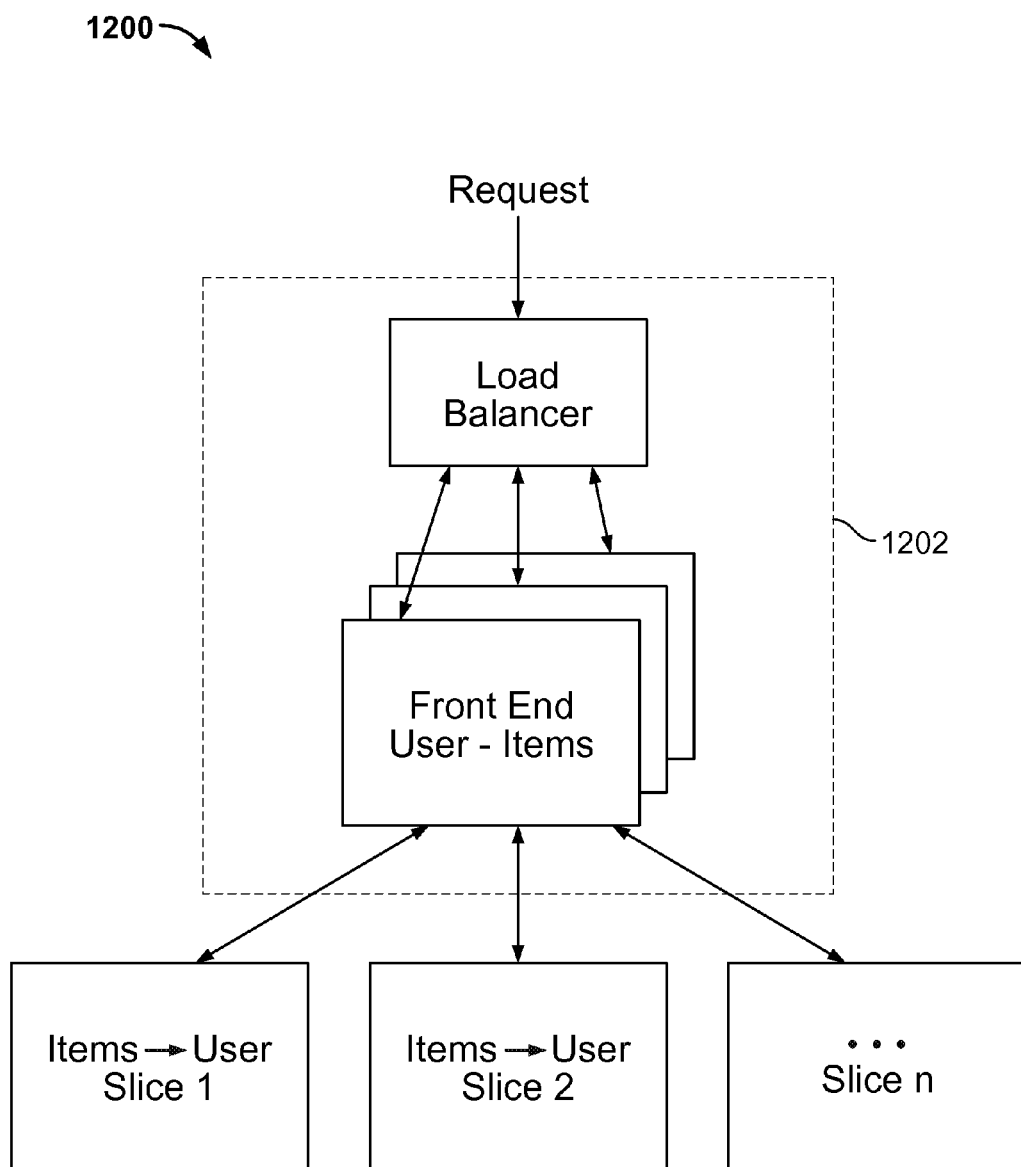 1200
Request
Load
Balancer
1202
Front End
User - Items
Items → User
Slice 1
Items → User
Slice 2
• • •
Slice n